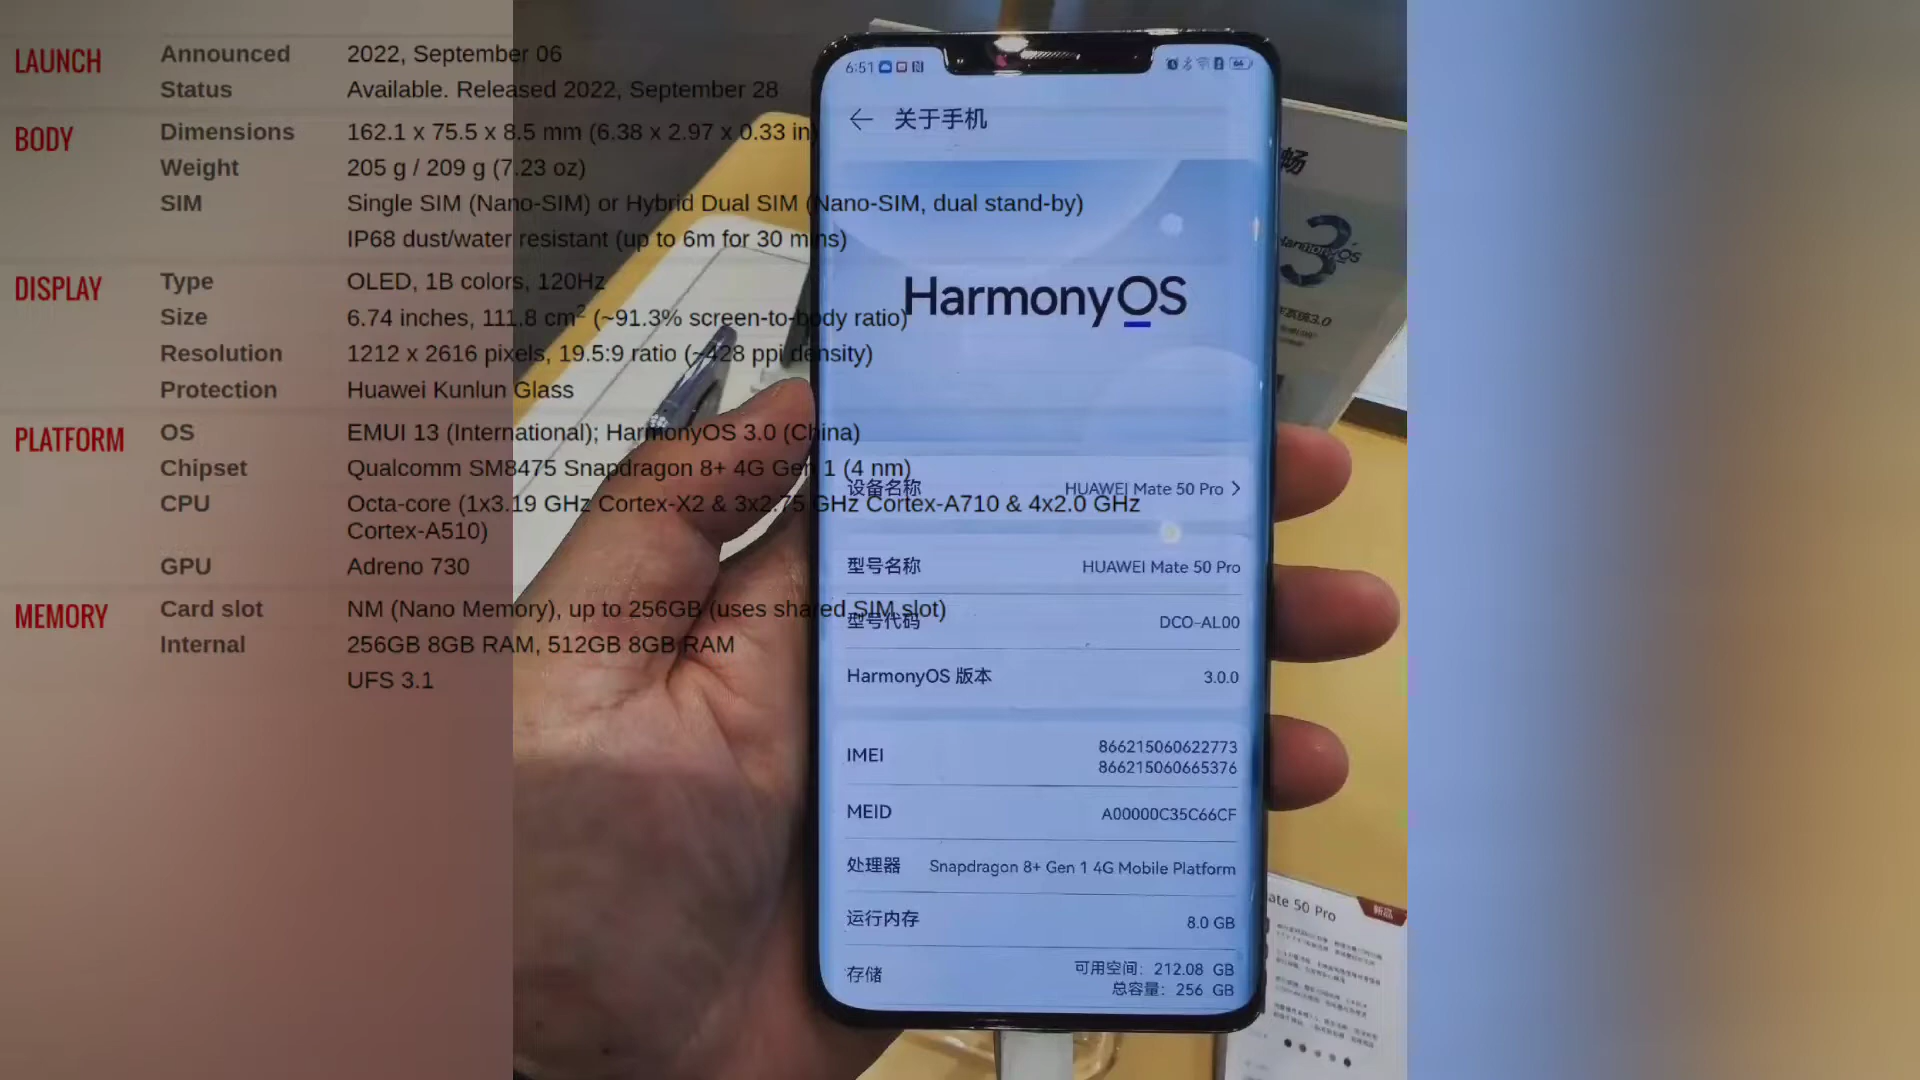 LAUNCH
Announced 2022, September 06
Status Available. Released 2022, September 28
BODY
Dimensions 162.1 x 75.5 x 8.5 mm (6.38 x 2.97 x 0.33 in)
Weight 205 g / 209 g (7.23 oz)
SIM Single SIM (Nano-SIM) or Hybrid Dual SIM (Nano-SIM, dual stand-by)
IP68 dust/water resistant (up to 6m for 30 mins)
DISPLAY
Type OLED, 1B colors, 120Hz
Size 6.74 inches, 111.8 cm² (~91.3% screen-to-body ratio)
Resolution 1212 x 2616 pixels, 19.5:9 ratio (~428 ppi density)
Protection Huawei Kunlun Glass
PLATFORM
OS EMUI 13 (International); HarmonyOS 3.0 (China)
Chipset Qualcomm SM8475 Snapdragon 8+ 4G Gen 1 (4 nm)
CPU Octa-core (1x3.19 GHz Cortex-X2 & 3x2.75 GHz Cortex-A710 & 4x2.0 GHz
Cortex-A510)
GPU Adreno 730
MEMORY
Card slot NM (Nano Memory), up to 256GB (uses shared SIM slot)
Internal 256GB 8GB RAM, 512GB 8GB RAM
UFS 3.1
6:51
64
关于手机
HarmonyOS
设备名称 HUAWEI Mate 50 Pro
型号名称 HUAWEI Mate 50 Pro
型号代码 DCO-AL00
HarmonyOS 版本 3.0.0
IMEI 866215060622773
866215060665376
MEID A00000C35C66CF
处理器 Snapdragon 8+ Gen 1 4G Mobile Platform
运行内存 8.0 GB
存储 可用空间: 212.08 GB
总容量: 256 GB
畅
3
HarmonyOS
3.0
ate 50 Pro
新品